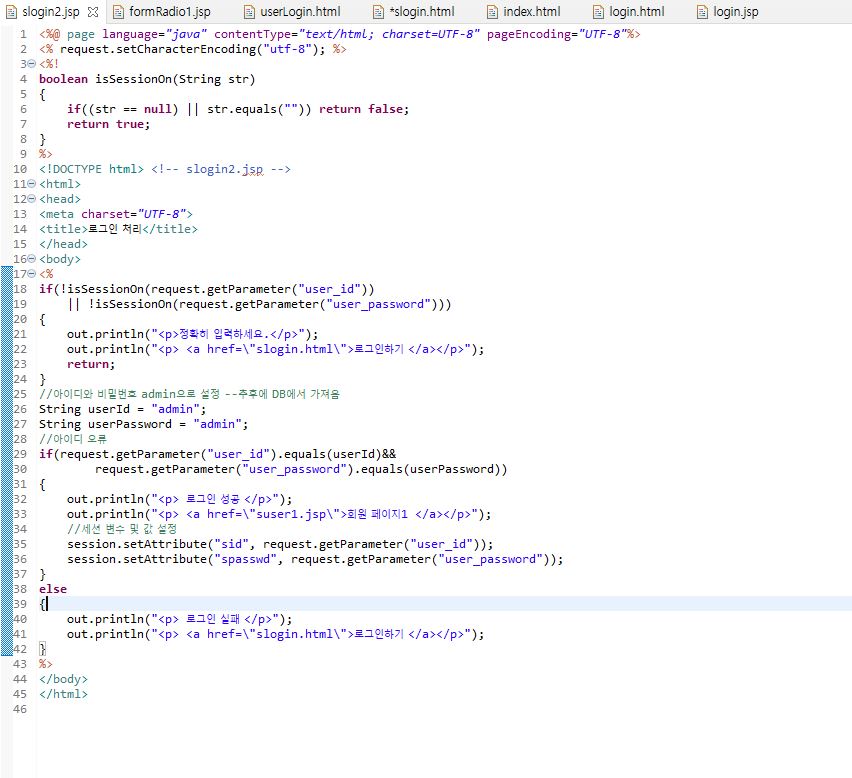 slogin2.jsp formRadio1.jsp userLogin.html *slogin.html index.html login.html login.jsp
1 <%@ page language="java" contentType="text/html; charset=UTF-8" pageEncoding="UTF-8"%>
2 <% request.setCharacterEncoding("utf-8"); %>
3 <%!
4 boolean isSessionOn(String str)
5 {
6     if((str == null) || str.equals("")) return false;
7     return true;
8 }
9 %>
10 <!DOCTYPE html> <!-- slogin2.jsp -->
11 <html>
12 <head>
13 <meta charset="UTF-8">
14 <title>로그인 처리</title>
15 </head>
16 <body>
17 <%
18 if(!isSessionOn(request.getParameter("user_id"))
19         || !isSessionOn(request.getParameter("user_password")))
20 {
21     out.println("<p>정확히 입력하세요.</p>");
22     out.println("<p> <a href=\"slogin.html\">로그인하기 </a></p>");
23     return;
24 }
25 //아이디와 비밀번호 admin으로 설정 --추후에 DB에서 가져옴
26 String userId = "admin";
27 String userPassword = "admin";
28 //아이디 오류
29 if(request.getParameter("user_id").equals(userId)&&
30         request.getParameter("user_password").equals(userPassword))
31 {
32     out.println("<p> 로그인 성공 </p>");
33     out.println("<p> <a href=\"suser1.jsp\">회원 페이지1 </a></p>");
34     //세션 변수 및 값 설정
35     session.setAttribute("sid", request.getParameter("user_id"));
36     session.setAttribute("spasswd", request.getParameter("user_password"));
37 }
38 else
39 {
40     out.println("<p> 로그인 실패 </p>");
41     out.println("<p> <a href=\"slogin.html\">로그인하기 </a></p>");
42 }
43 %>
44 </body>
45 </html>
46